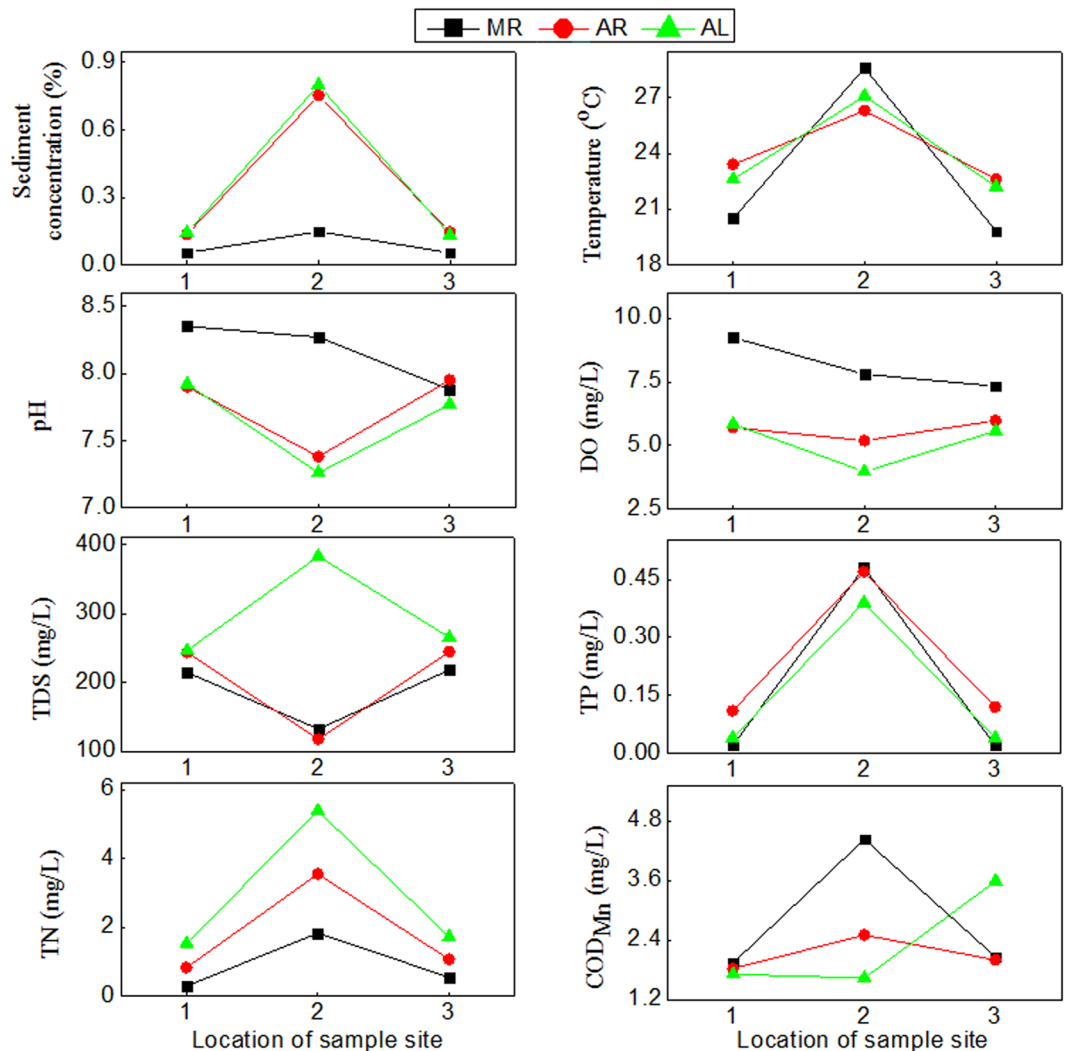 MR AR AL
Sediment
concentration (%)
0.9
0.6
0.3
0.0
1 2 3
Temperature (°C)
27
24
21
18
1 2 3
pH
8.5
8.0
7.5
7.0
1 2 3
DO (mg/L)
10.0
7.5
5.0
2.5
1 2 3
TDS (mg/L)
400
300
200
100
1 2 3
TP (mg/L)
0.45
0.30
0.15
0.00
1 2 3
TN (mg/L)
6
4
2
0
1 2 3
Location of sample site
CODMn (mg/L)
4.8
3.6
2.4
1.2
1 2 3
Location of sample site